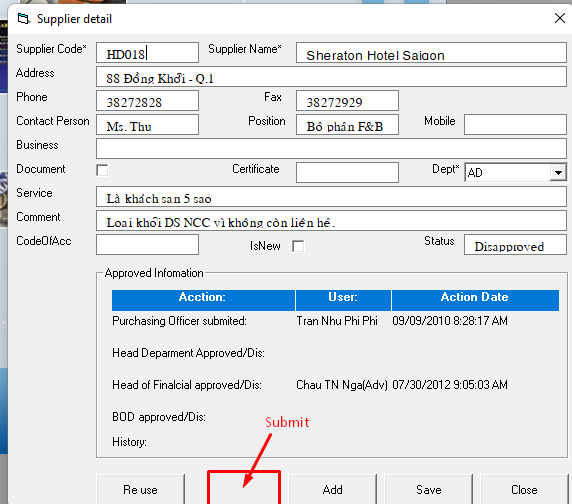 Supplier detail
Supplier Code* HD018 Supplier Name* Sheraton Hotel Saigon
Address 88 Đồng Khởi - Q.1
Phone 38272828 Fax 38272929
Contact Person Ms. Thu Position Bộ phận F&B Mobile
Business
Document Certificate Dept* AD
Service Là khách sạn 5 sao
Comment Loại khỏi DS NCC vì không còn liên hệ.
CodeOfAcc IsNew Status Disapproved
Approved Infomation
Acction: User: Action Date
Purchasing Officer submited: Tran Nhu Phi Phi 09/09/2010 8:28:17 AM
Head Deparment Approved/Dis:
Head of Finalcial approved/Dis: Chau TN Nga(Adv) 07/30/2012 9:05:03 AM
BOD approved/Dis:
History:
Submit
Re use Add Save Close